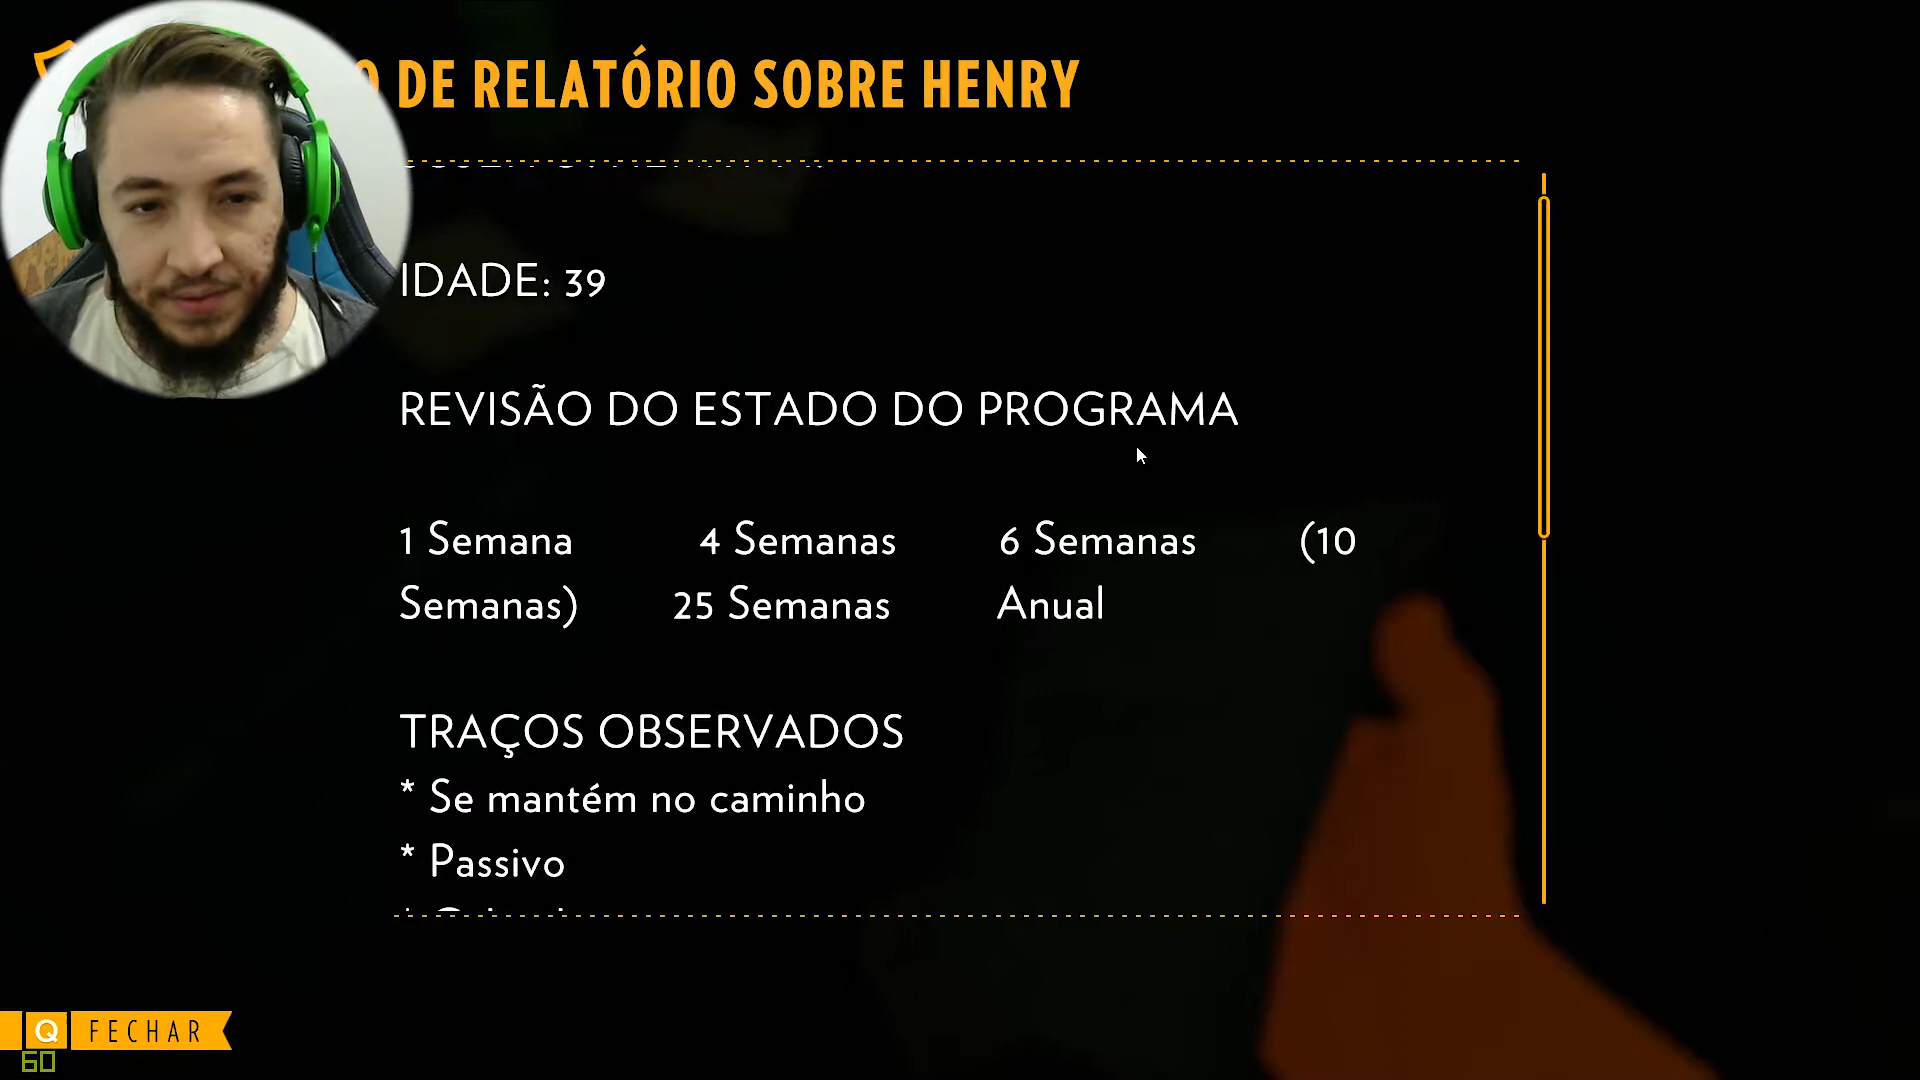 DE RELATÓRIO SOBRE HENRY
IDADE: 39
REVISÃO DO ESTADO DO PROGRAMA
1 Semana 4 Semanas 6 Semanas (10
Semanas) 25 Semanas Anual
TRAÇOS OBSERVADOS
* Se mantém no caminho
* Passivo
Q FECHAR
60